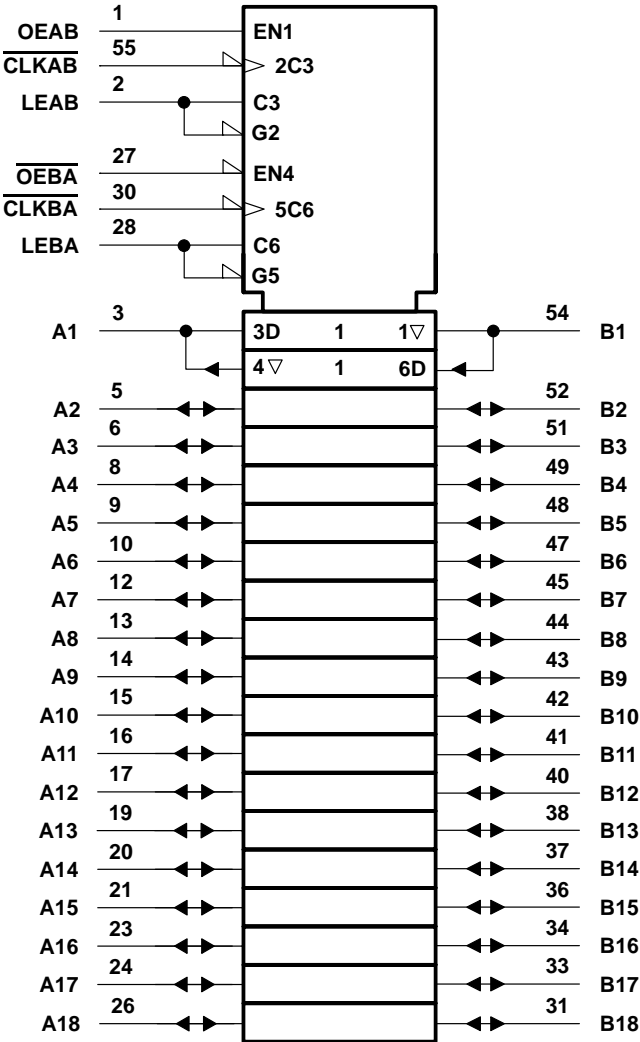 1
OEAB EN1
55
CLKAB 2C3
2
LEAB C3
G2
27
OEBA EN4
30
CLKBA 5C6
28
LEBA C6
G5
3 54
A1 3D 1 1▽ B1
4▽ 1 6D
5 52
A2 B2
6 51
A3 B3
8 49
A4 B4
9 48
A5 B5
10 47
A6 B6
12 45
A7 B7
13 44
A8 B8
14 43
A9 B9
15 42
A10 B10
16 41
A11 B11
17 40
A12 B12
19 38
A13 B13
20 37
A14 B14
21 36
A15 B15
23 34
A16 B16
24 33
A17 B17
26 31
A18 B18